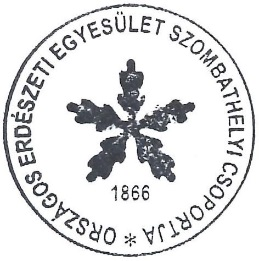 ORSZÁGOS ERDÉSZETI EGYESÜLET SZOMBATHELYI CSOPORTJA *
1866